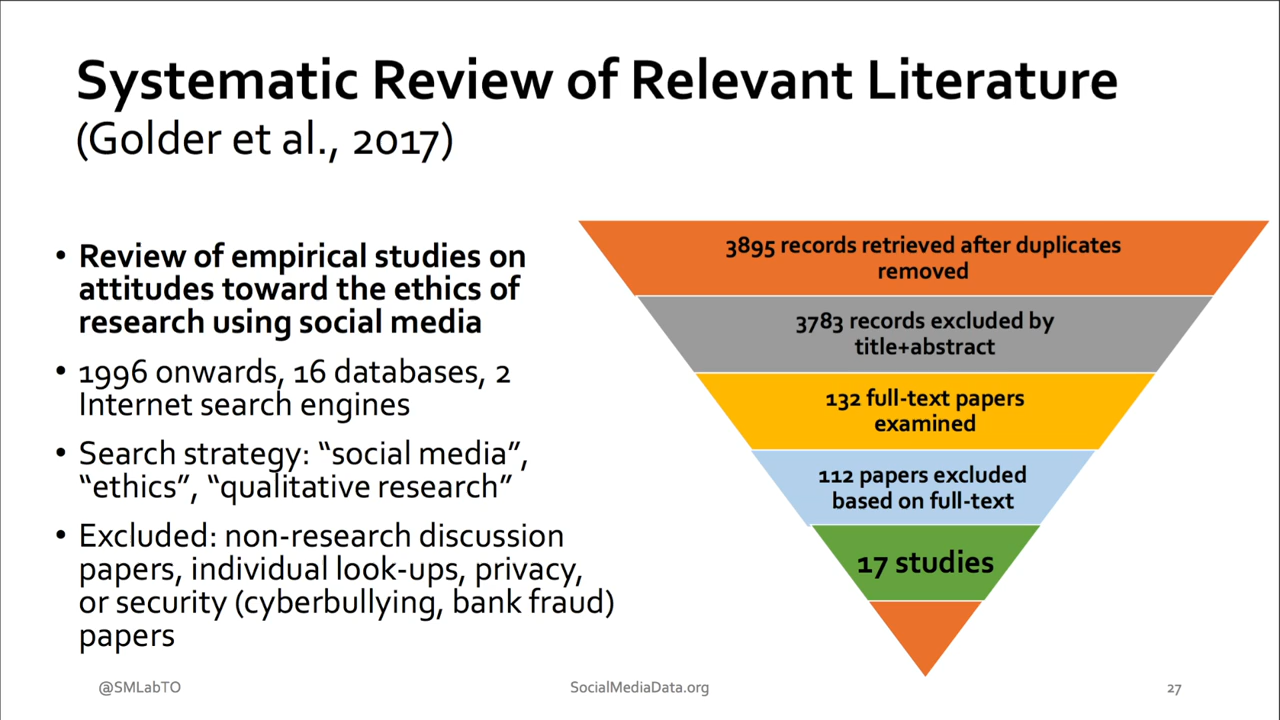 Systematic Review of Relevant Literature
(Golder et al., 2017)
• Review of empirical studies on
attitudes toward the ethics of
research using social media
• 1996 onwards, 16 databases, 2
Internet search engines
• Search strategy: “social media”,
“ethics”, “qualitative research”
• Excluded: non-research discussion
papers, individual look-ups, privacy,
or security (cyberbullying, bank fraud)
papers
3895 records retrieved after duplicates
removed
3783 records excluded by
title+abstract
132 full-text papers
examined
112 papers excluded
based on full-text
17 studies
@SMLabTO
SocialMediaData.org
27